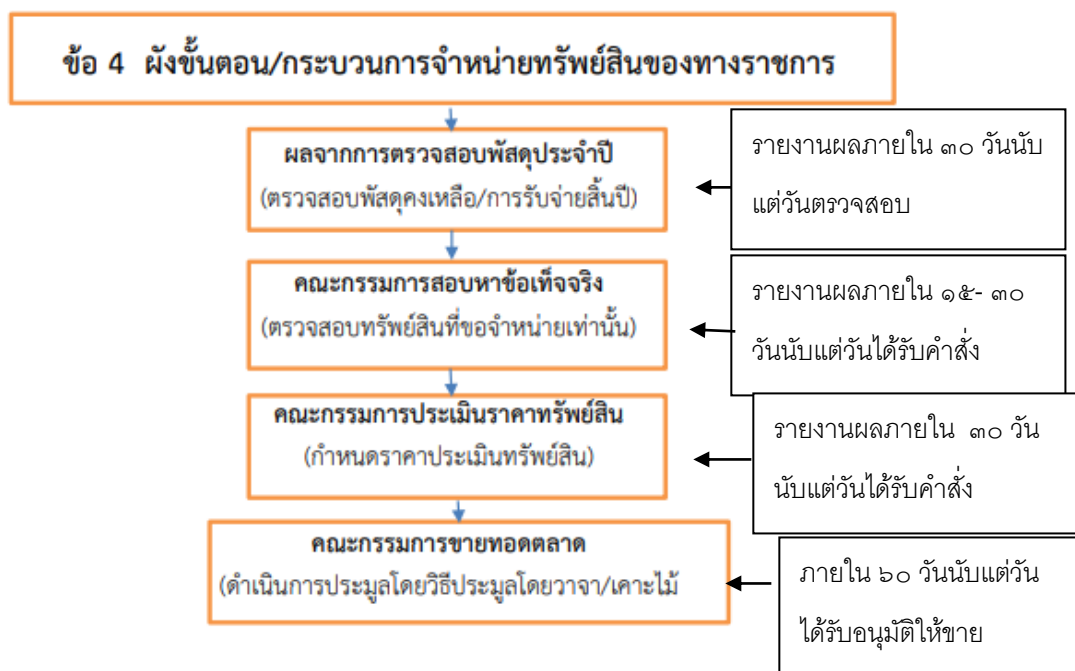 ข้อ 4 ผังขั้นตอน/กระบวนการจำหน่ายทรัพย์สินของทางราชการ
ผลจากการตรวจสอบพัสดุประจำปี
(ตรวจสอบพัสดุคงเหลือ/การรับจ่ายสิ้นปี)
รายงานผลภายใน ๓๐ วันนับ
แต่วันตรวจสอบ
คณะกรรมการสอบหาข้อเท็จจริง
(ตรวจสอบทรัพย์สินที่ขอจำหน่ายเท่านั้น)
รายงานผลภายใน ๑๕- ๓๐
วันนับแต่วันได้รับคำสั่ง
คณะกรรมการประเมินราคาทรัพย์สิน
(กำหนดราคาประเมินทรัพย์สิน)
รายงานผลภายใน ๓๐ วัน
นับแต่วันได้รับคำสั่ง
คณะกรรมการขายทอดตลาด
(ดำเนินการประมูลโดยวิธีประมูลโดยวาจา/เคาะไม้
ภายใน ๖๐ วันนับแต่วัน
ได้รับอนุมัติให้ขาย